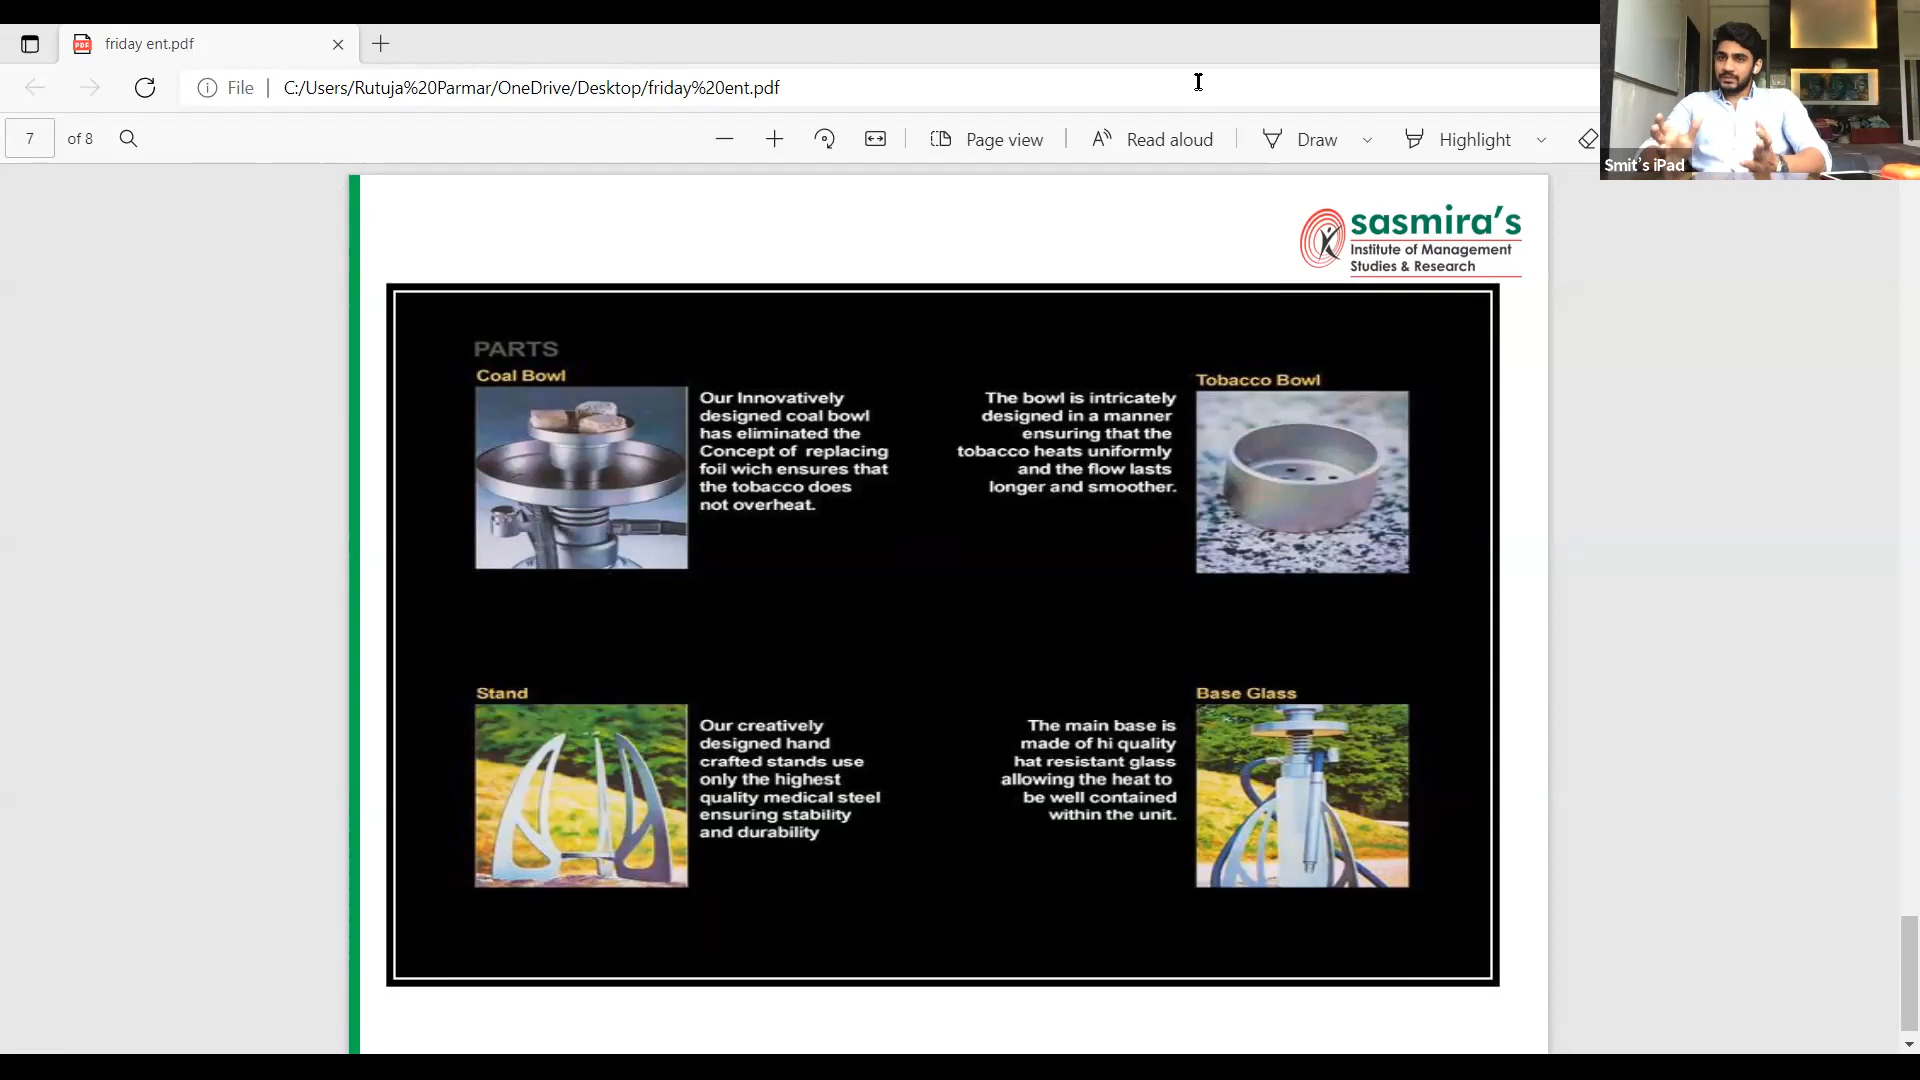 friday ent.pdf
File
C:/Users/Rutuja%20Parmar/OneDrive/Desktop/friday%20ent.pdf
7 of 8
Page view
Read aloud
Draw
Highlight
Smit's iPad
sasmira's
Institute of Management
Studies & Research
PARTS
Coal Bowl
Our Innovatively
designed coal bowl
has eliminated the
Concept of replacing
foil wich ensures that
the tobacco does
not overheat.
Tobacco Bowl
The bowl is intricately
designed in a manner
ensuring that the
tobacco heats uniformly
and the flow lasts
longer and smoother.
Stand
Our creatively
designed hand
crafted stands use
only the highest
quality medical steel
ensuring stability
and durability
Base Glass
The main base is
made of hi quality
hat resistant glass
allowing the heat to
be well contained
within the unit.